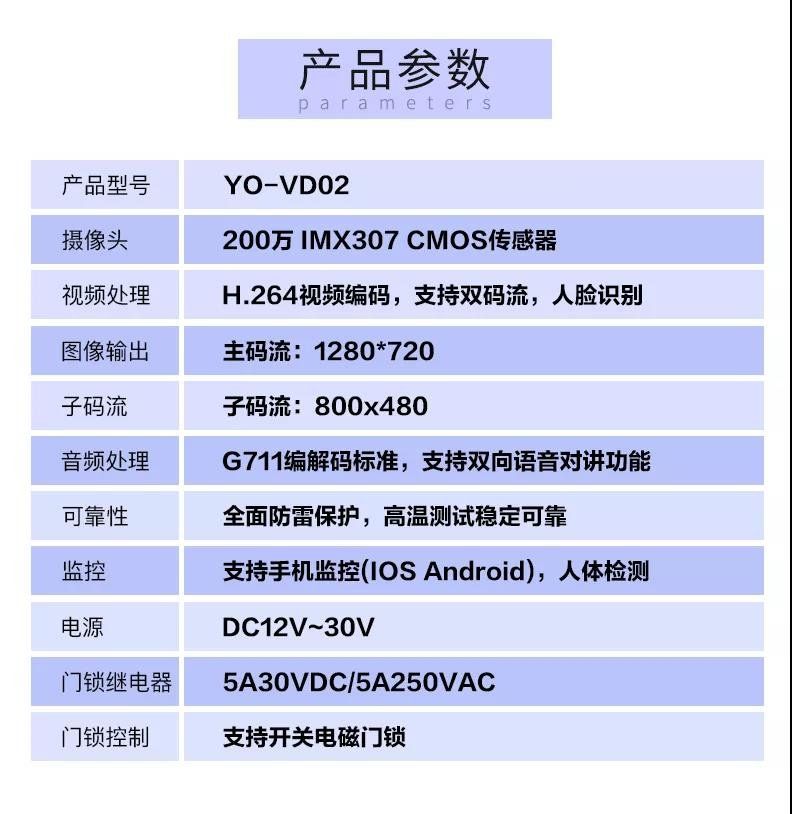 产品参数
parameters
产品型号 YO-VD02
摄像头 200万 IMX307 CMOS传感器
视频处理 H.264视频编码，支持双码流，人脸识别
图像输出 主码流：1280*720
子码流 子码流：800x480
音频处理 G711编解码标准，支持双向语音对讲功能
可靠性 全面防雷保护，高温测试稳定可靠
监控 支持手机监控(IOS Android)，人体检测
电源 DC12V~30V
门锁继电器 5A30VDC/5A250VAC
门锁控制 支持开关电磁门锁